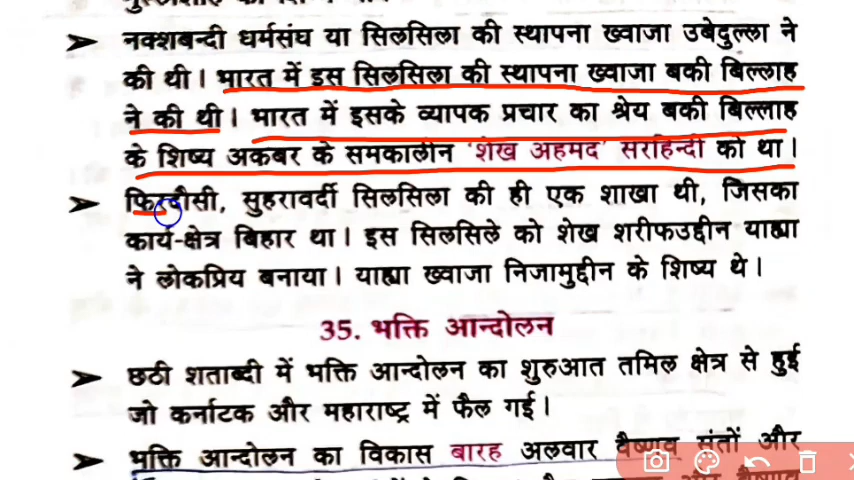 ➤ नक्शबन्दी धर्मसंघ या सिलसिला की स्थापना ख्वाजा उबेदुल्ला ने
की थी। भारत में इस सिलसिला की स्थापना ख्वाजा बकी बिल्लाह
ने की थी। भारत में इसके व्यापक प्रचार का श्रेय बकी बिल्लाह
के शिष्य अकबर के समकालीन 'शेख अहमद' सरहिन्दी को था।
➤ फिरदौसी, सुहरावर्दी सिलसिला की ही एक शाखा थी, जिसका
कार्य-क्षेत्र बिहार था। इस सिलसिले को शेख शरीफउद्दीन याह्या
ने लोकप्रिय बनाया। याह्या ख्वाजा निजामुद्दीन के शिष्य थे।
35. भक्ति आन्दोलन
➤ छठी शताब्दी में भक्ति आन्दोलन का शुरुआत तमिल क्षेत्र से हुई
जो कर्नाटक और महाराष्ट्र में फैल गई।
➤ भक्ति आन्दोलन का विकास बारह अलवार वैष्णव संतों और